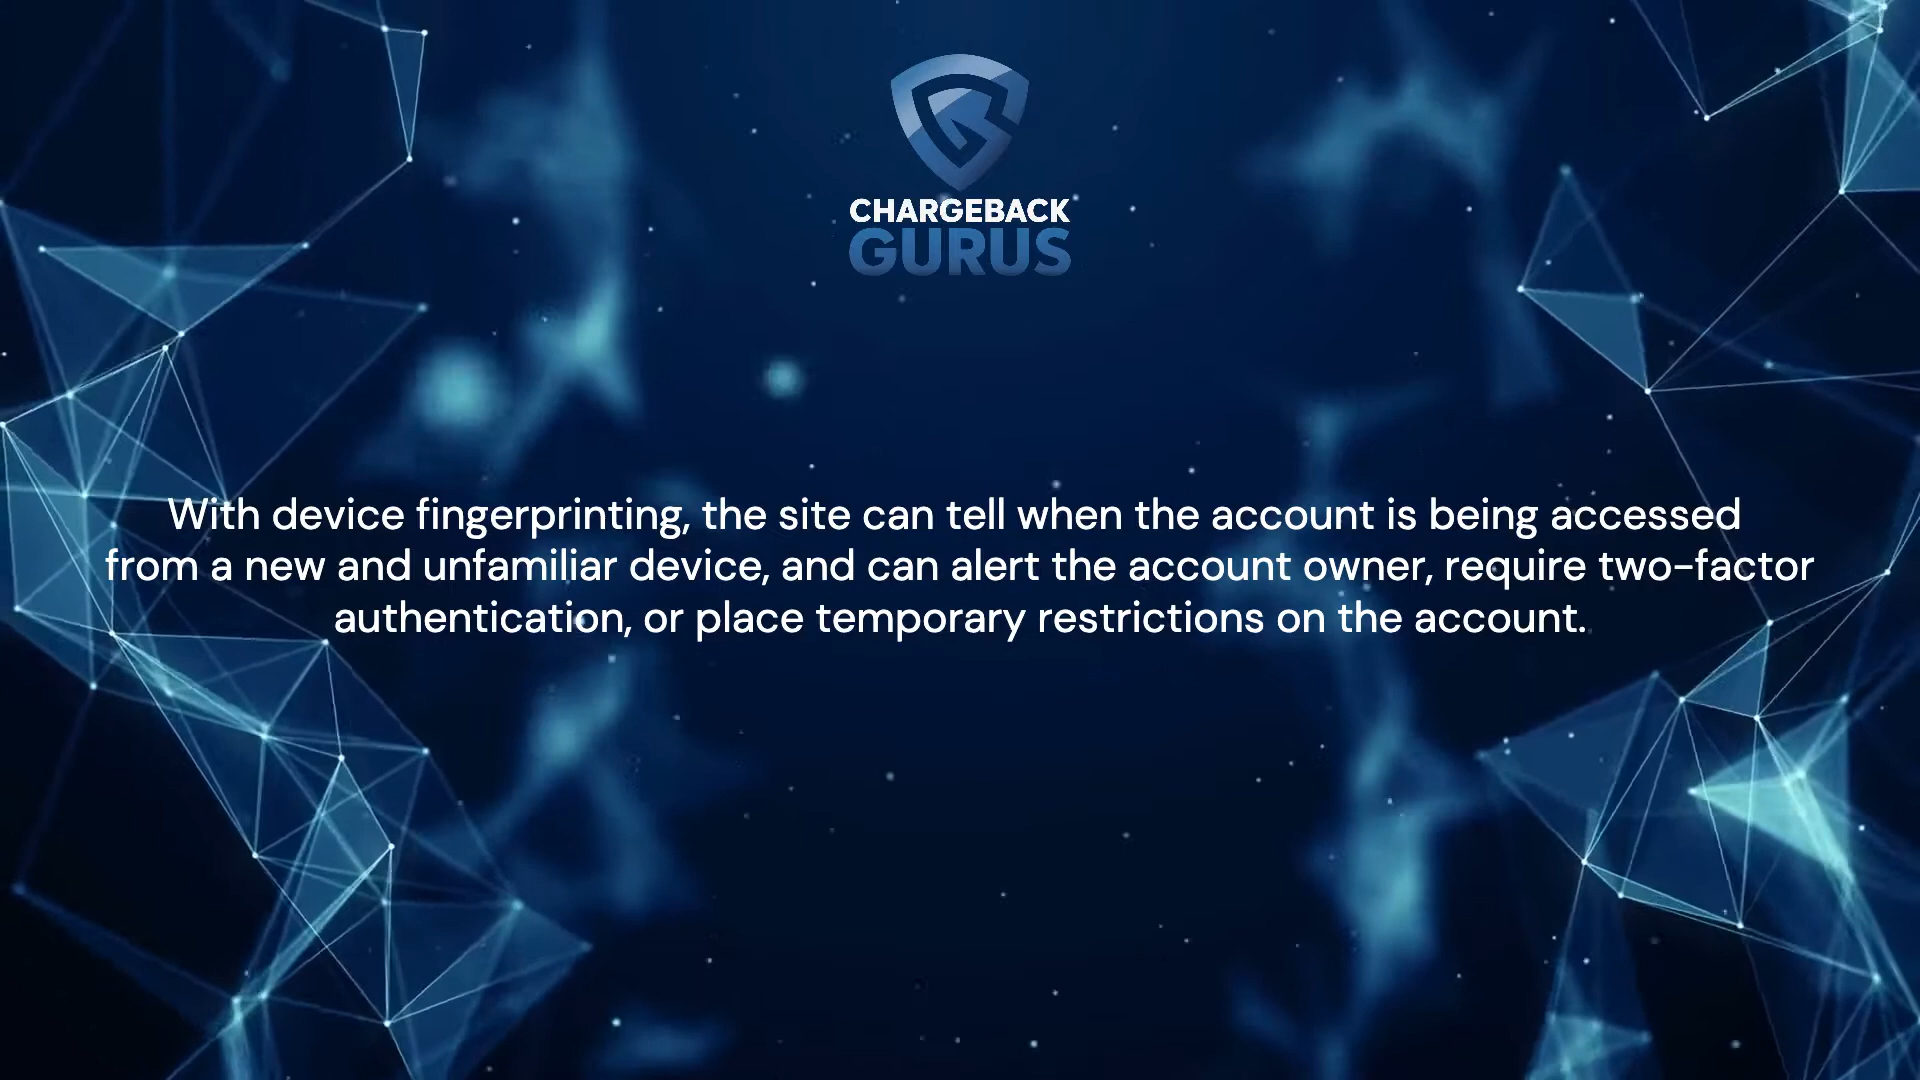 CHARGEBACK
GURUS
With device fingerprinting, the site can tell when the account is being accessed
from a new and unfamiliar device, and can alert the account owner, require two-factor
authentication, or place temporary restrictions on the account.